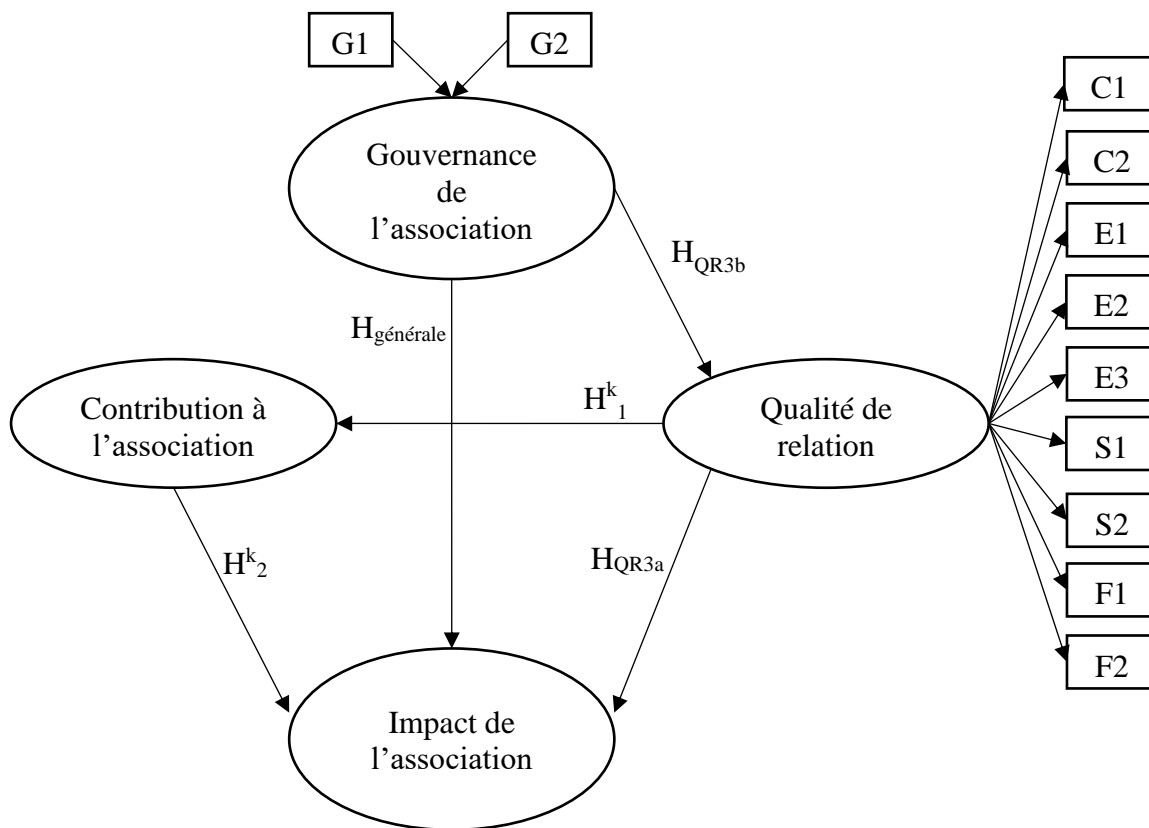 G1
G2
Gouvernance
de
l’association
C1
C2
E1
E2
E3
S1
S2
F1
F2
H_QR3b
H_générale
H^k_1
Contribution à
l’association
Qualité de
relation
H^k_2
H_QR3a
Impact de
l’association